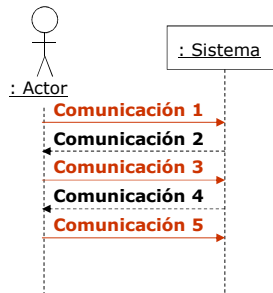 : Sistema
: Actor
Comunicación 1
Comunicación 2
Comunicación 3
Comunicación 4
Comunicación 5